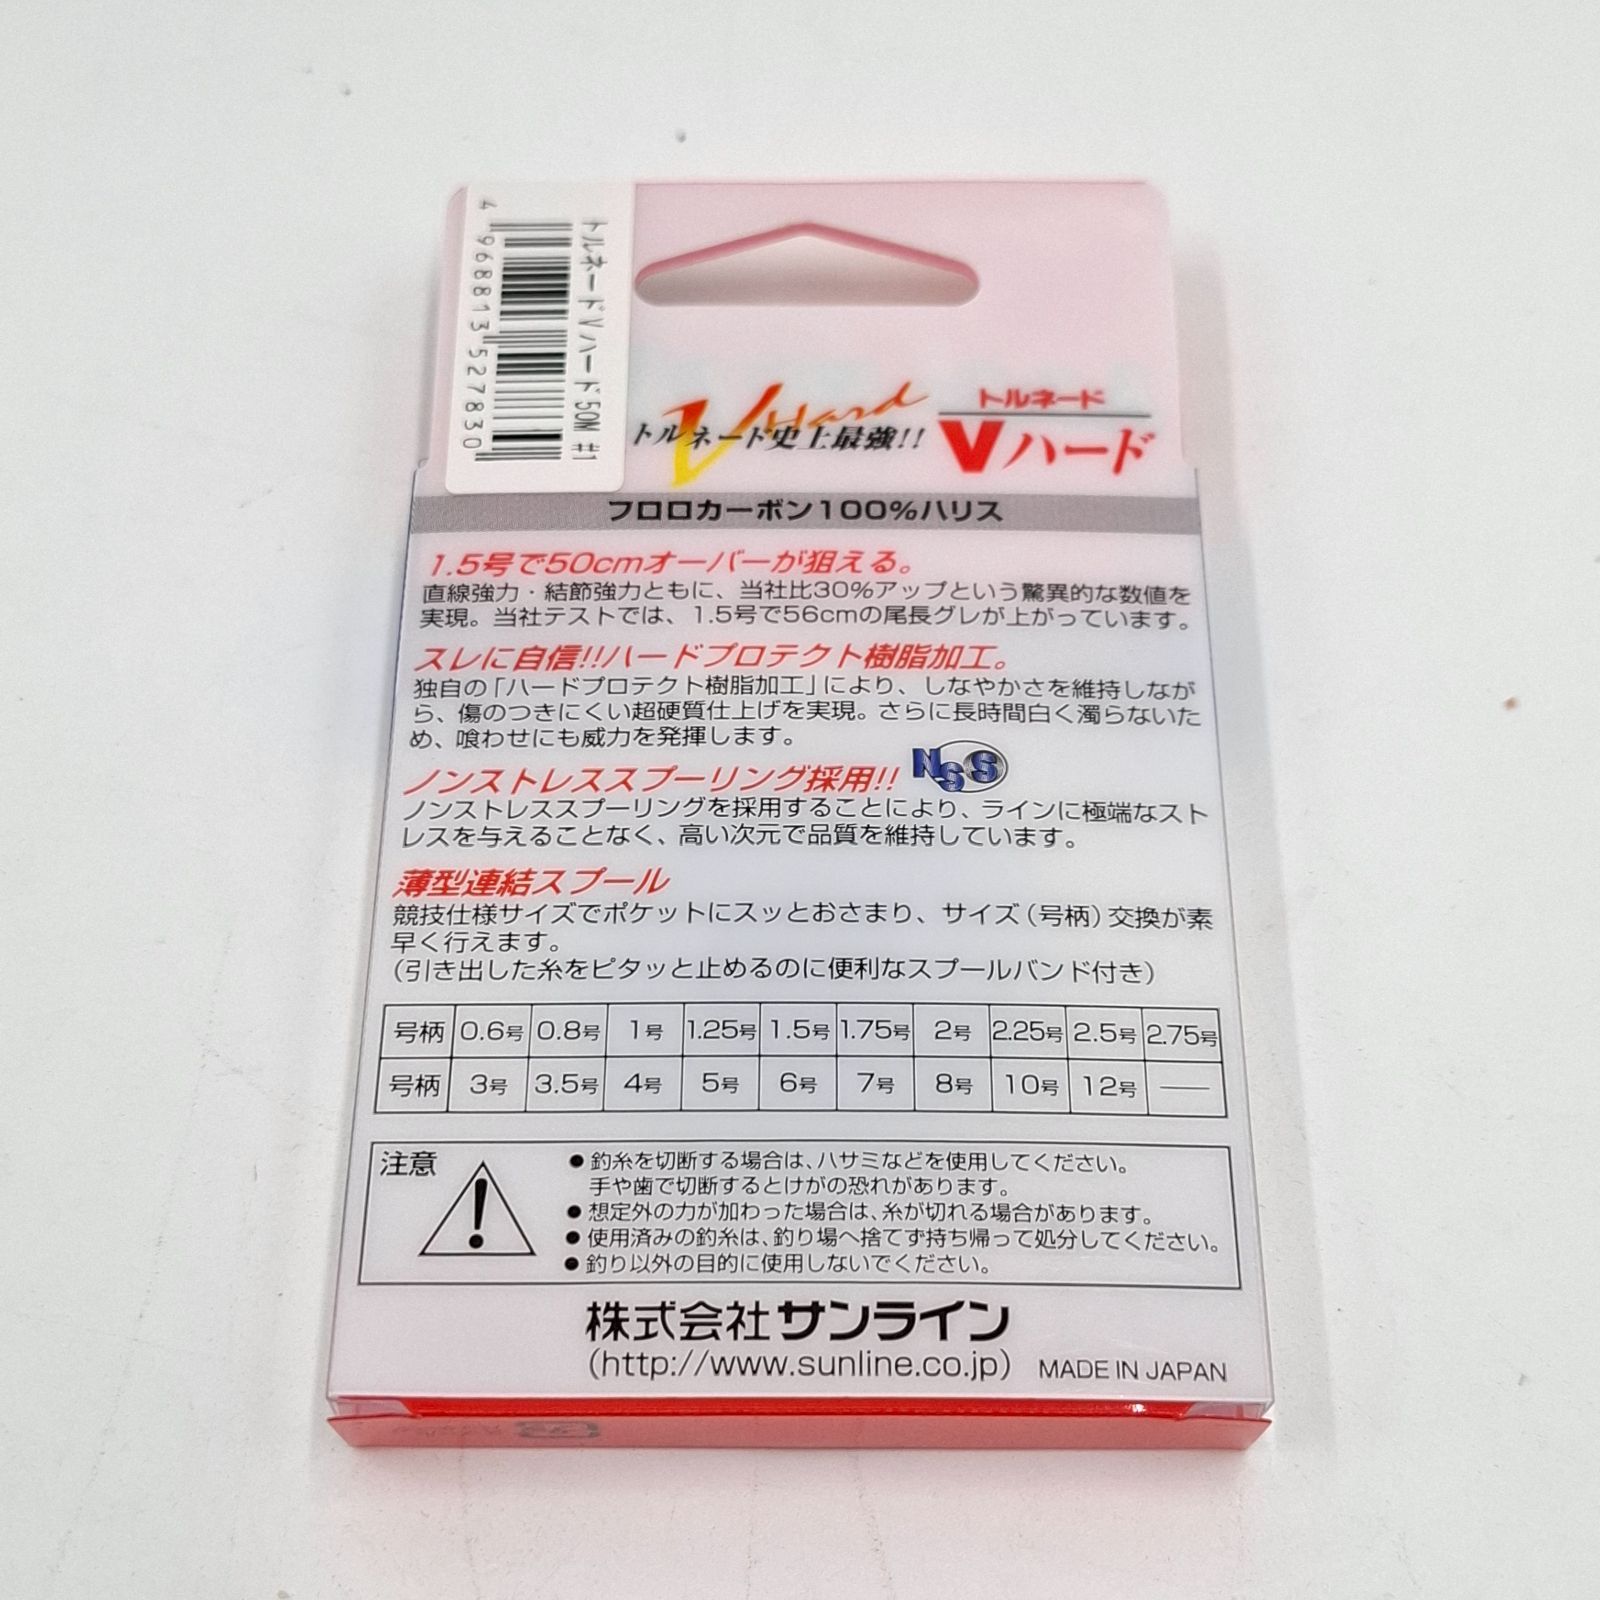 トルネードVハード50M #1
4 968813 527830
V Hard
トルネード史上最強!!
トルネード
Vハード
フロロカーボン100%ハリス
1.5号で50cmオーバーが狙える。
直線強力・結節強力ともに、当社比30%アップという驚異的な数値を
実現。当社テストでは、1.5号で56cmの尾長グレが上がっています。
スレに自信!!ハードプロテクト樹脂加工。
独自の「ハードプロテクト樹脂加工」により、しなやかさを維持しなが
ら、傷のつきにくい超硬質仕上げを実現。さらに長時間白く濁らないた
め、喰わせにも威力を発揮します。
ノンストレススプーリング採用!! NSS
ノンストレススプーリングを採用することにより、ラインに極端なスト
レスを与えることなく、高い次元で品質を維持しています。
薄型連結スプール
競技仕様サイズでポケットにスッとおさまり、サイズ(号柄)交換が素
早く行えます。
(引き出した糸をピタッと止めるのに便利なスプールバンド付き)
号柄 0.6号 0.8号 1号 1.25号 1.5号 1.75号 2号 2.25号 2.5号 2.75号
号柄 3号 3.5号 4号 5号 6号 7号 8号 10号 12号 ――
注意
●釣糸を切断する場合は、ハサミなどを使用してください。
手や歯で切断するとけがの恐れがあります。
●想定外の力が加わった場合は、糸が切れる場合があります。
●使用済みの釣糸は、釣り場へ捨てず持ち帰って処分してください。
●釣り以外の目的に使用しないでください。
株式会社サンライン
(http://www.sunline.co.jp) MADE IN JAPAN